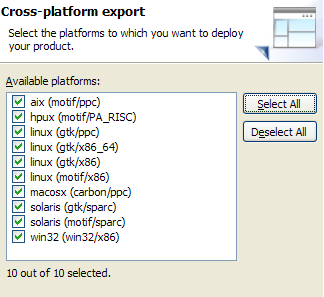 Cross-platform export
Select the platforms to which you want to deploy
your product.
Available platforms:
aix (motif/ppc)
hpux (motif/PA_RISC)
linux (gtk/ppc)
linux (gtk/x86_64)
linux (gtk/x86)
linux (motif/x86)
macosx (carbon/ppc)
solaris (gtk/sparc)
solaris (motif/sparc)
win32 (win32/x86)
Select All
Deselect All
10 out of 10 selected.